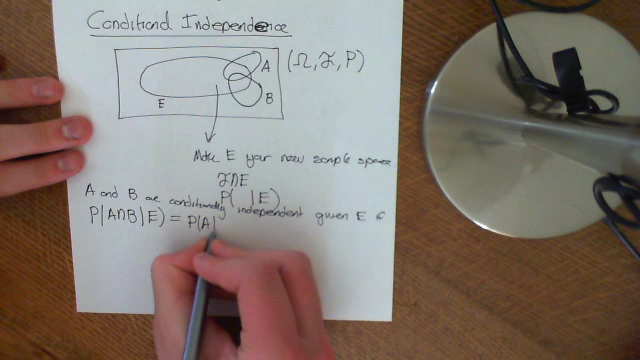 Conditional Independence
A
(Ω, ℱ, P)
E
B
Make E your new sample space
ℱ∩E
P(  |E)
A and B are conditionally independent given E if
P(A∩B|E) = P(A|